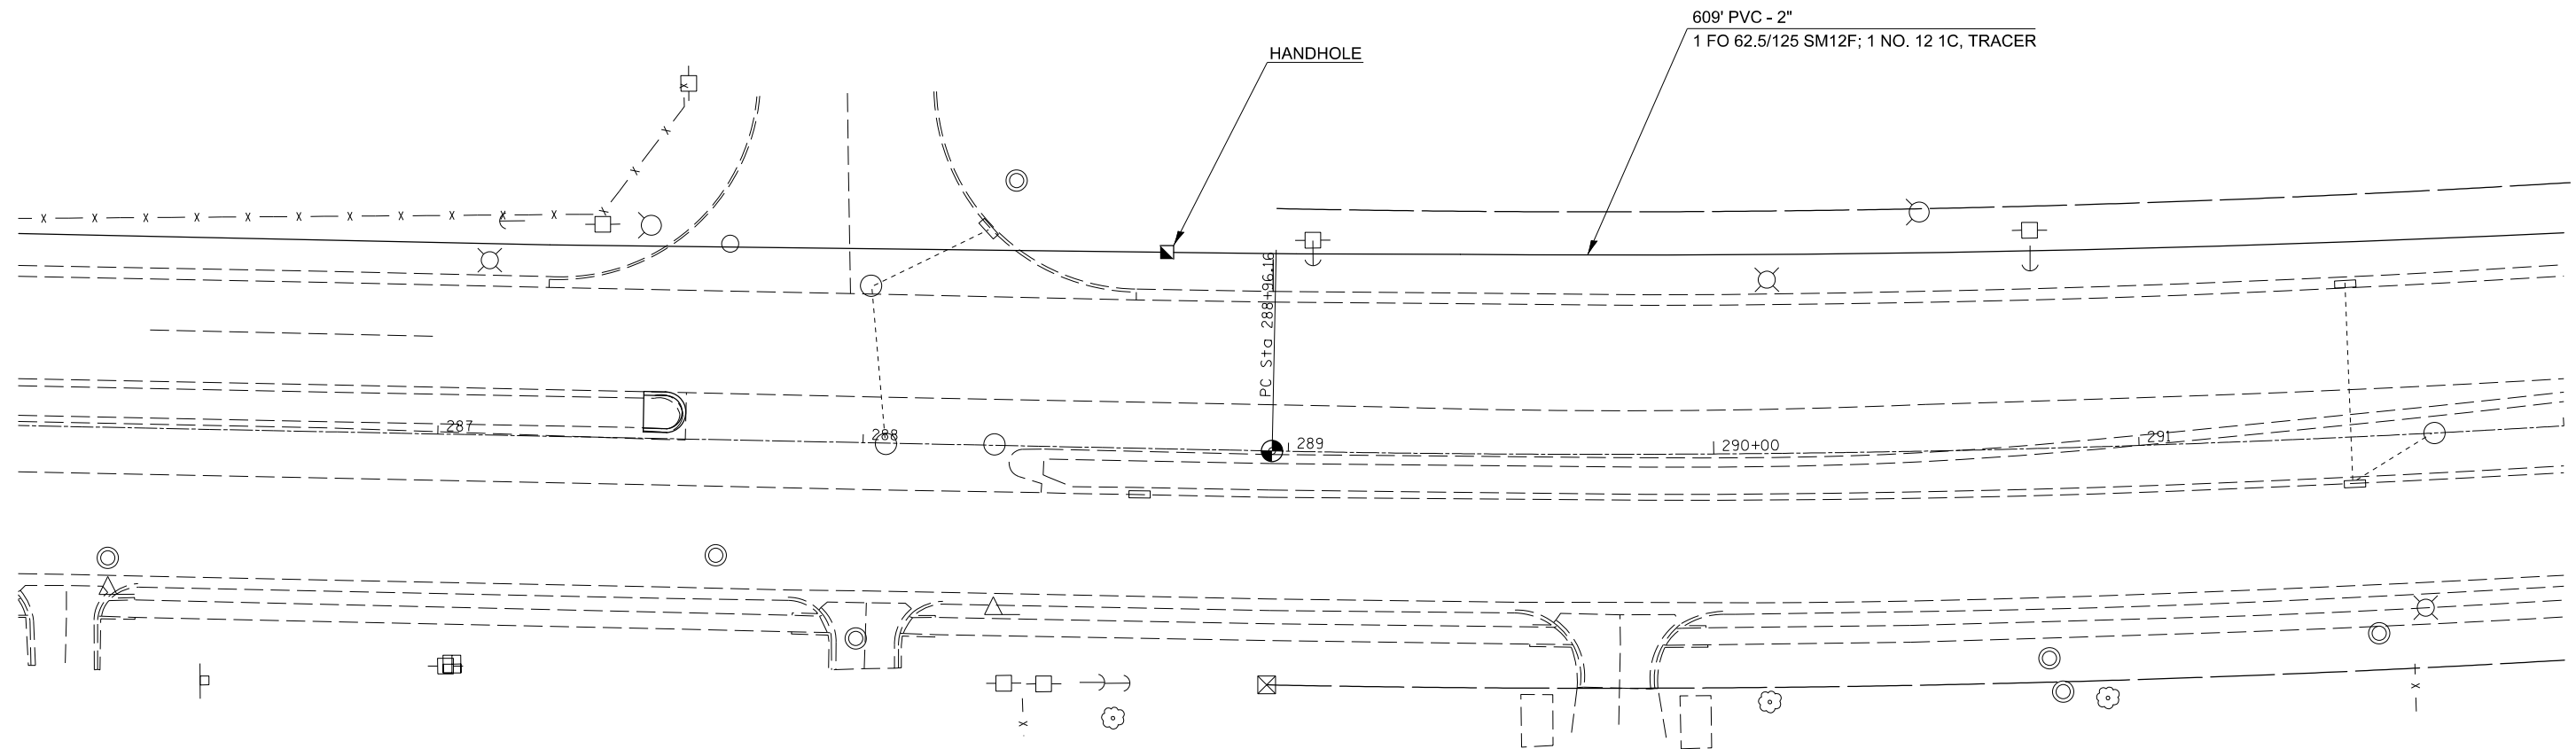 609' PVC - 2"
1 FO 62.5/125 SM12F; 1 NO. 12 1C, TRACER
HANDHOLE
PC Sta 288+96.16
287
288
289
290+00
291